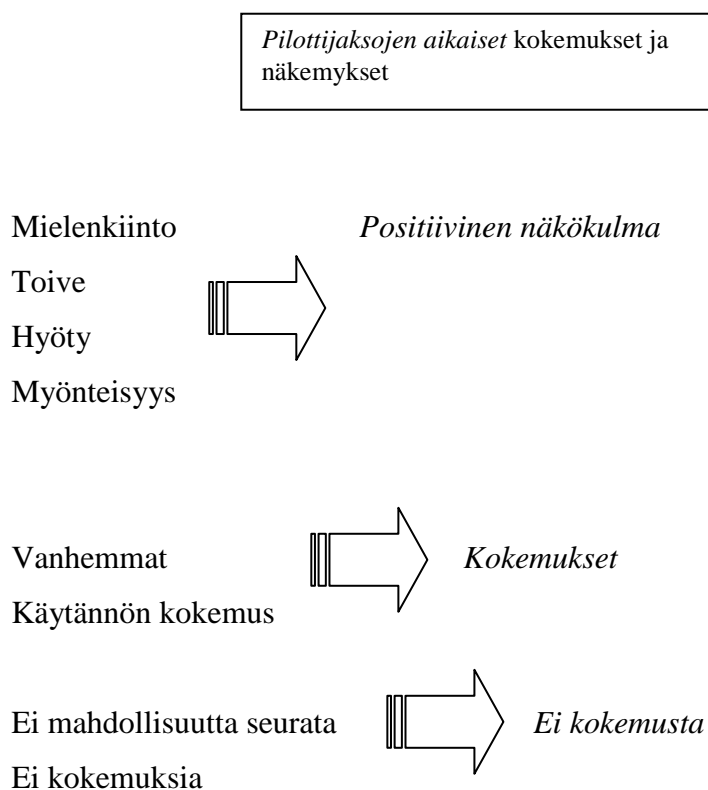 Pilottijaksojen aikaiset kokemukset ja
näkemykset
Mielenkiinto
Positiivinen näkökulma
Toive
Hyöty
Myönteisyys
Vanhemmat
Kokemukset
Käytännön kokemus
Ei mahdollisuutta seurata
Ei kokemusta
Ei kokemuksia